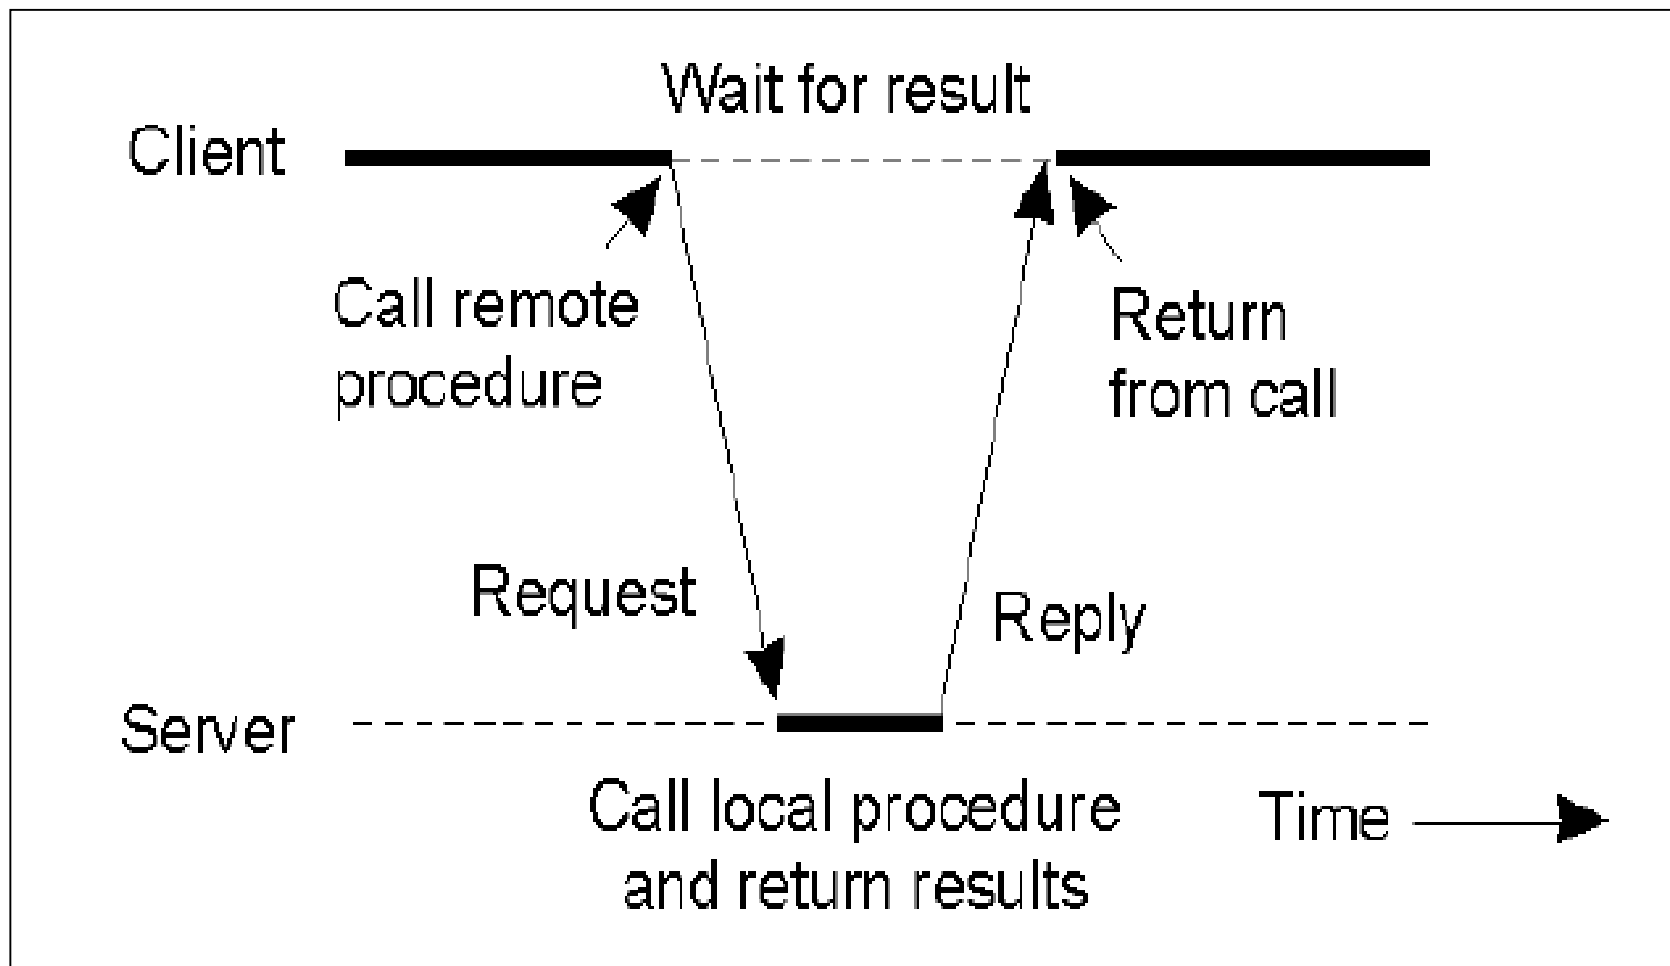 Wait for result
Client
Call remote
procedure
Return
from call
Request
Reply
Server
Call local procedure
and return results
Time